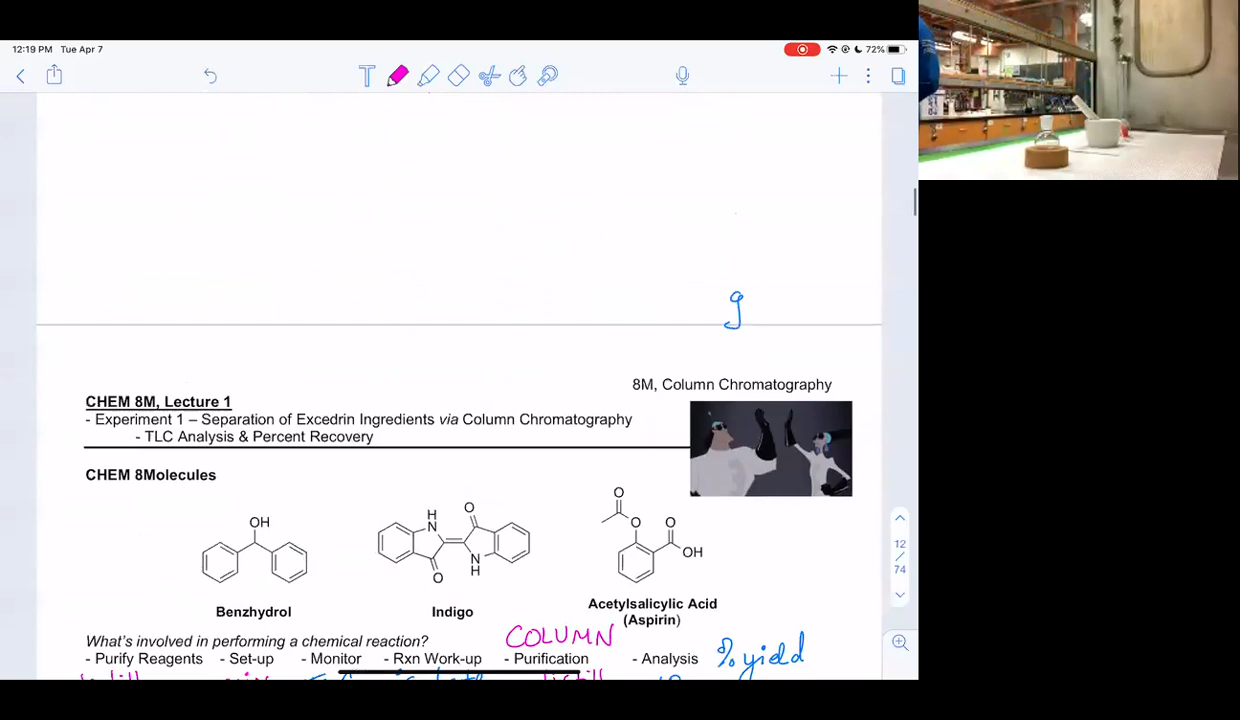 12:19 PM Tue Apr 7
72%
T
g
8M, Column Chromatography
CHEM 8M, Lecture 1
- Experiment 1 – Separation of Excedrin Ingredients via Column Chromatography
- TLC Analysis & Percent Recovery
CHEM 8Molecules
OH
H
N
O
O
N
H
O
O
O
OH
Benzhydrol
Indigo
Acetylsalicylic Acid
(Aspirin)
What's involved in performing a chemical reaction?
COLUMN
- Purify Reagents - Set-up - Monitor - Rxn Work-up - Purification - Analysis % yield
12
74